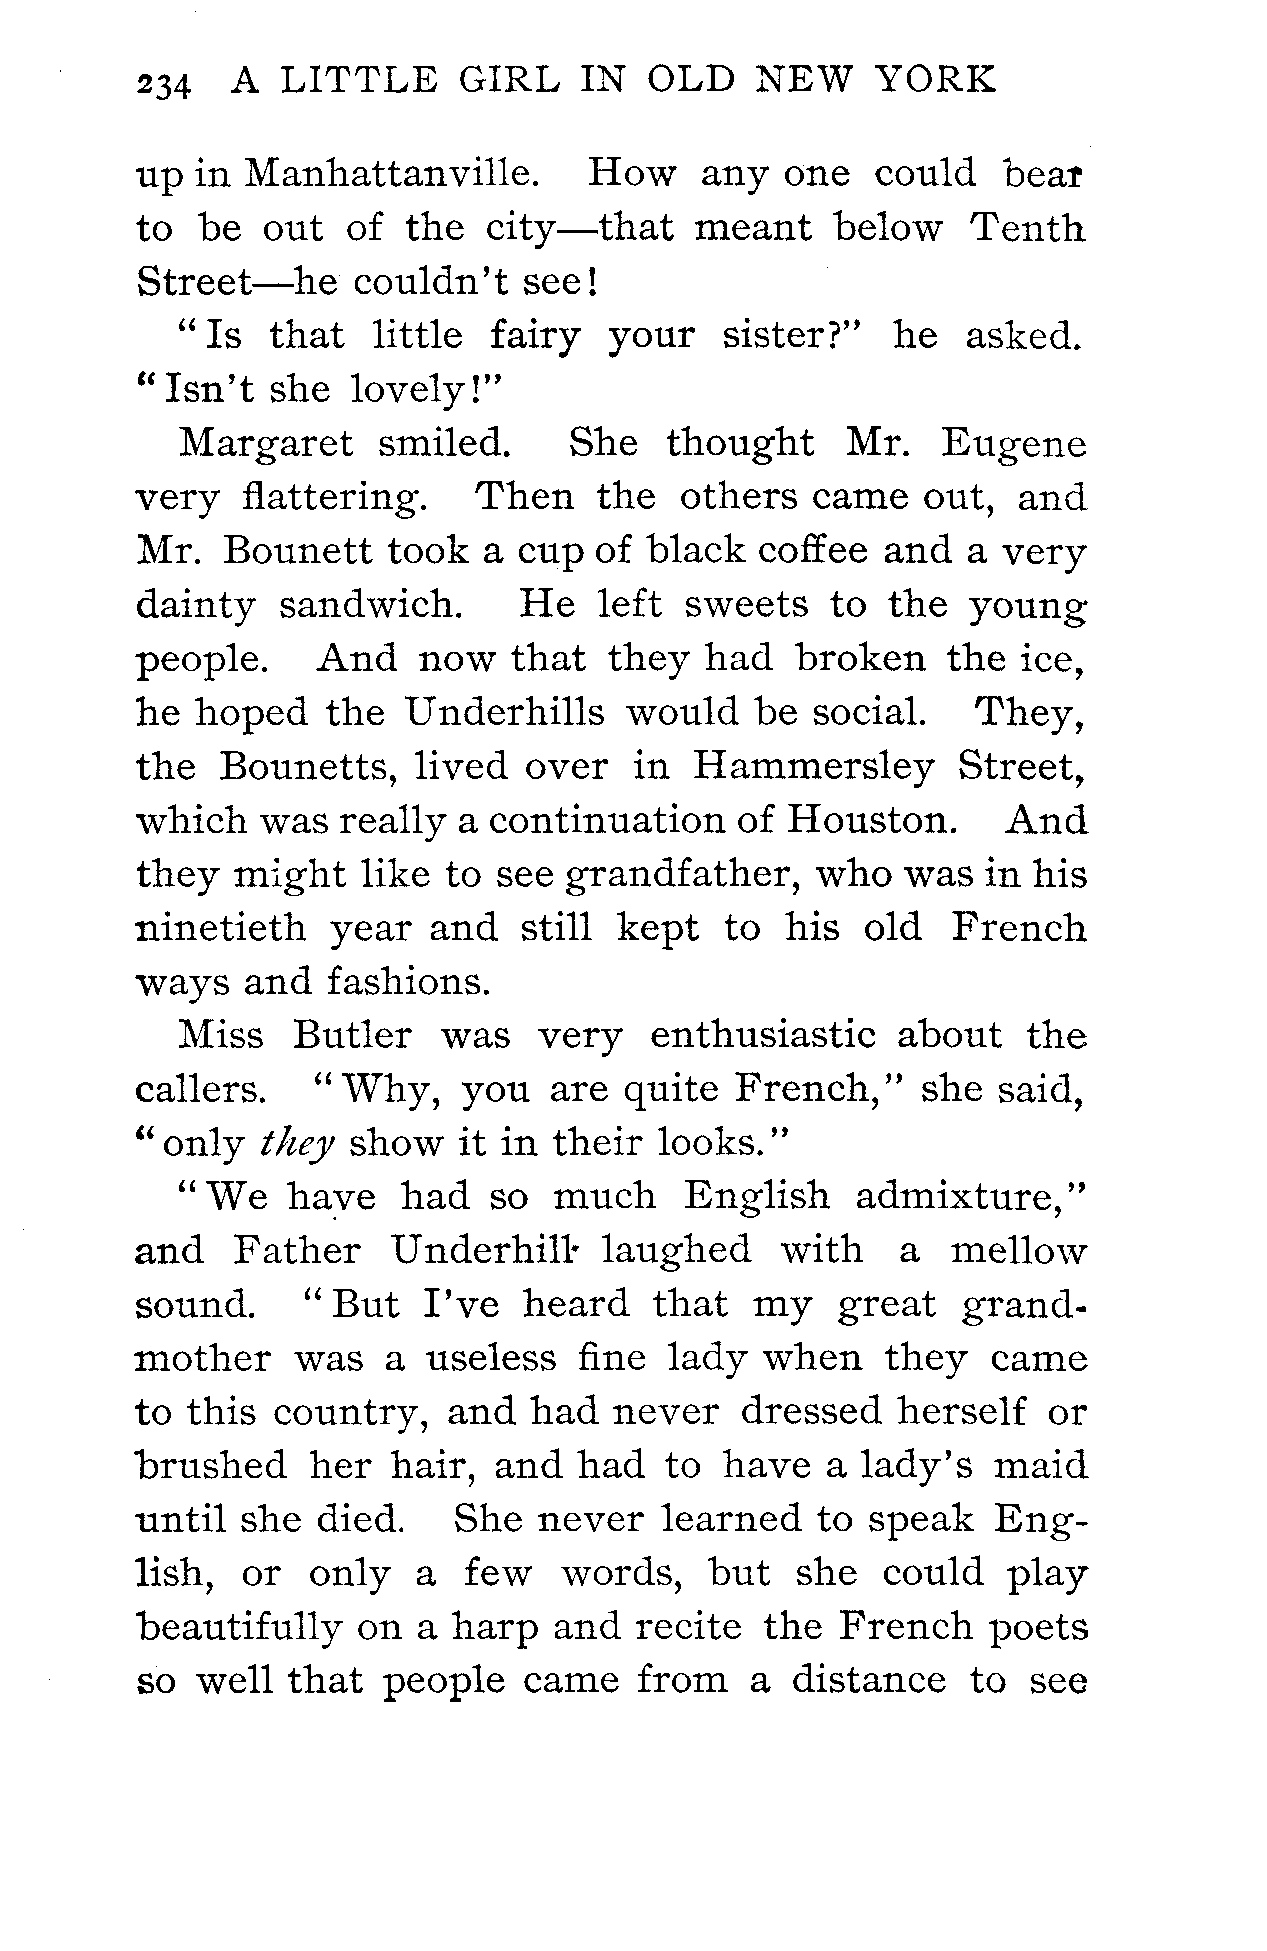 234 A LITTLE GIRL IN OLD NEW YORK
up in Manhattanville. How any one could bear
to be out of the city—that meant below Tenth
Street—he couldn't see!
"Is that little fairy your sister?" he asked.
"Isn't she lovely!"
Margaret smiled. She thought Mr. Eugene
very flattering. Then the others came out, and
Mr. Bounett took a cup of black coffee and a very
dainty sandwich. He left sweets to the young
people. And now that they had broken the ice,
he hoped the Underhills would be social. They,
the Bounetts, lived over in Hammersley Street,
which was really a continuation of Houston. And
they might like to see grandfather, who was in his
ninetieth year and still kept to his old French
ways and fashions.
Miss Butler was very enthusiastic about the
callers. "Why, you are quite French," she said,
"only they show it in their looks."
"We have had so much English admixture,"
and Father Underhill laughed with a mellow
sound. "But I've heard that my great grand-
mother was a useless fine lady when they came
to this country, and had never dressed herself or
brushed her hair, and had to have a lady's maid
until she died. She never learned to speak Eng-
lish, or only a few words, but she could play
beautifully on a harp and recite the French poets
so well that people came from a distance to see